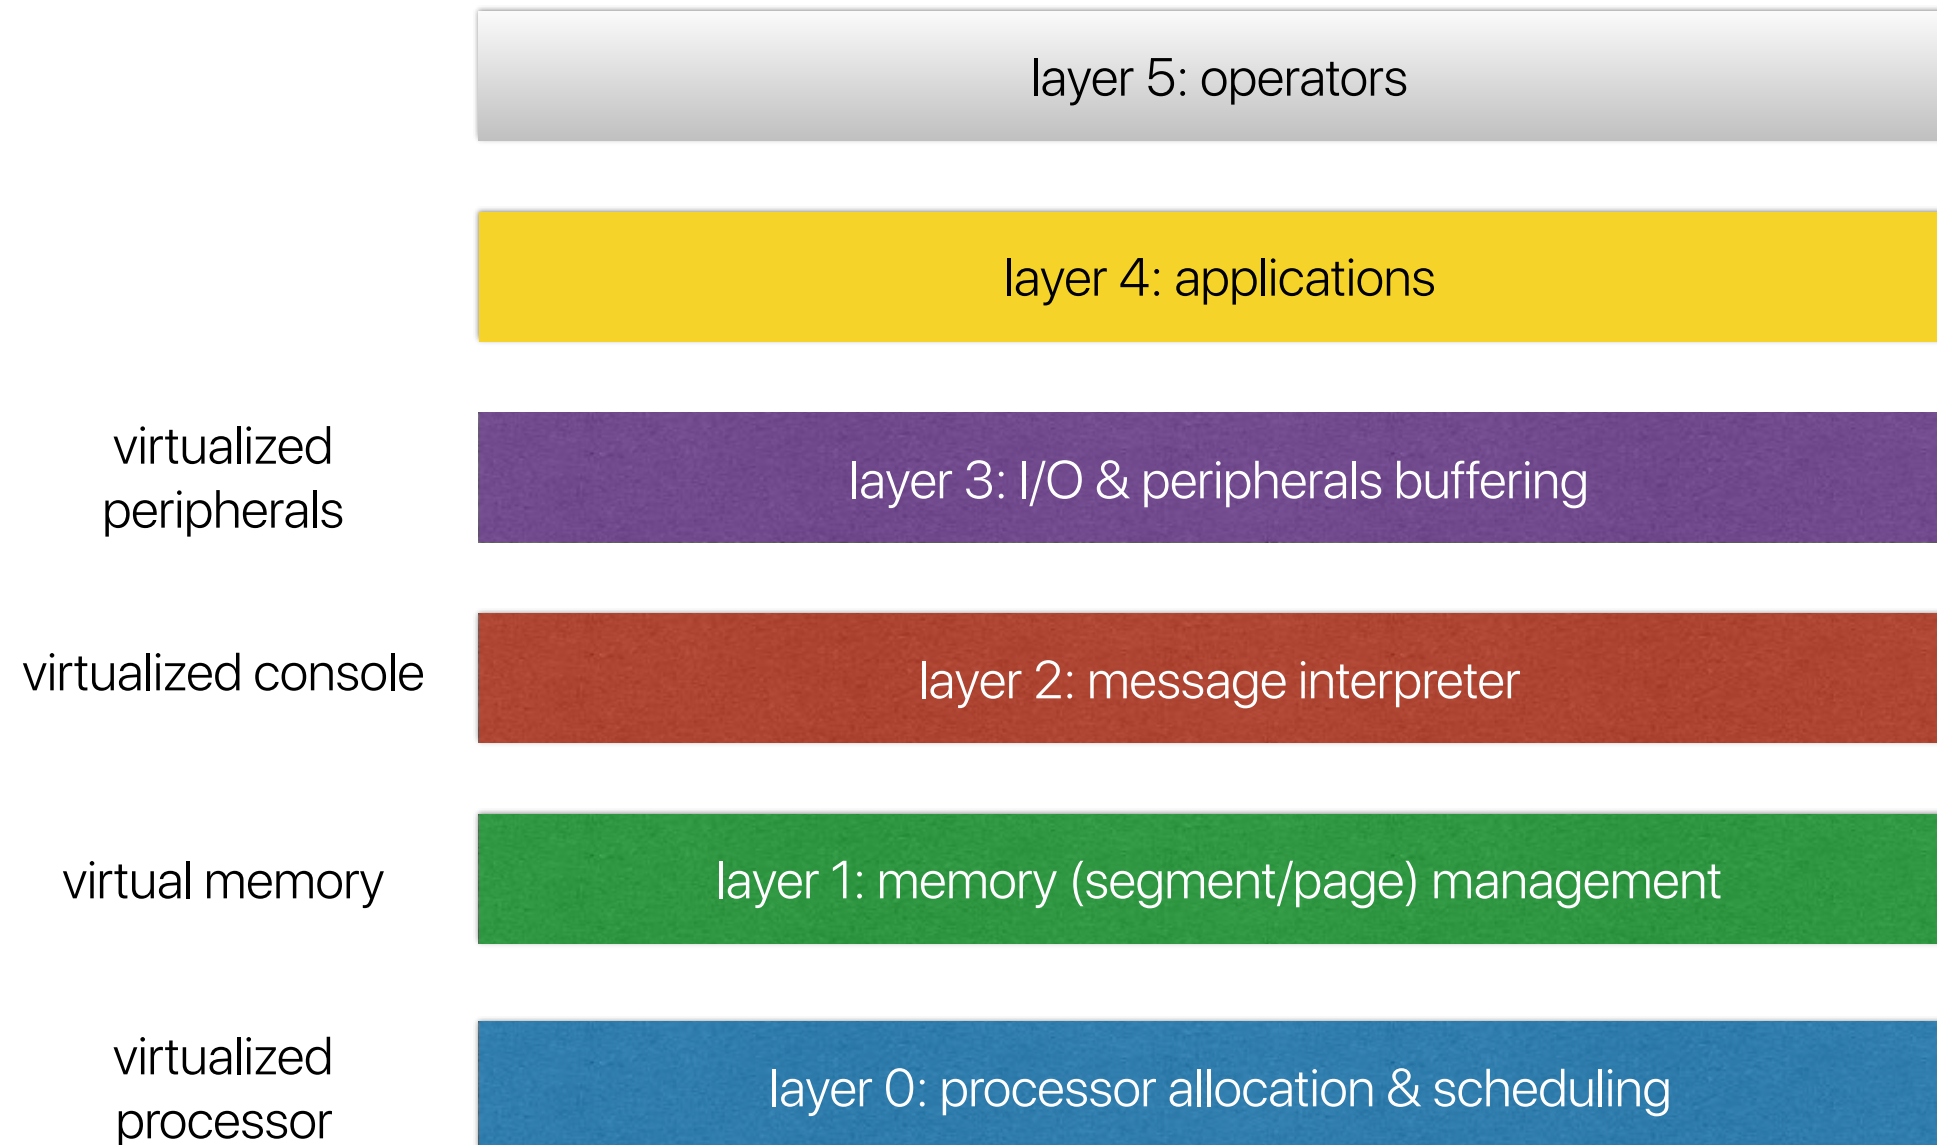 layer 5: operators
layer 4: applications
virtualized
peripherals
layer 3: I/O & peripherals buffering
virtualized console
layer 2: message interpreter
virtual memory
layer 1: memory (segment/page) management
virtualized
processor
layer 0: processor allocation & scheduling